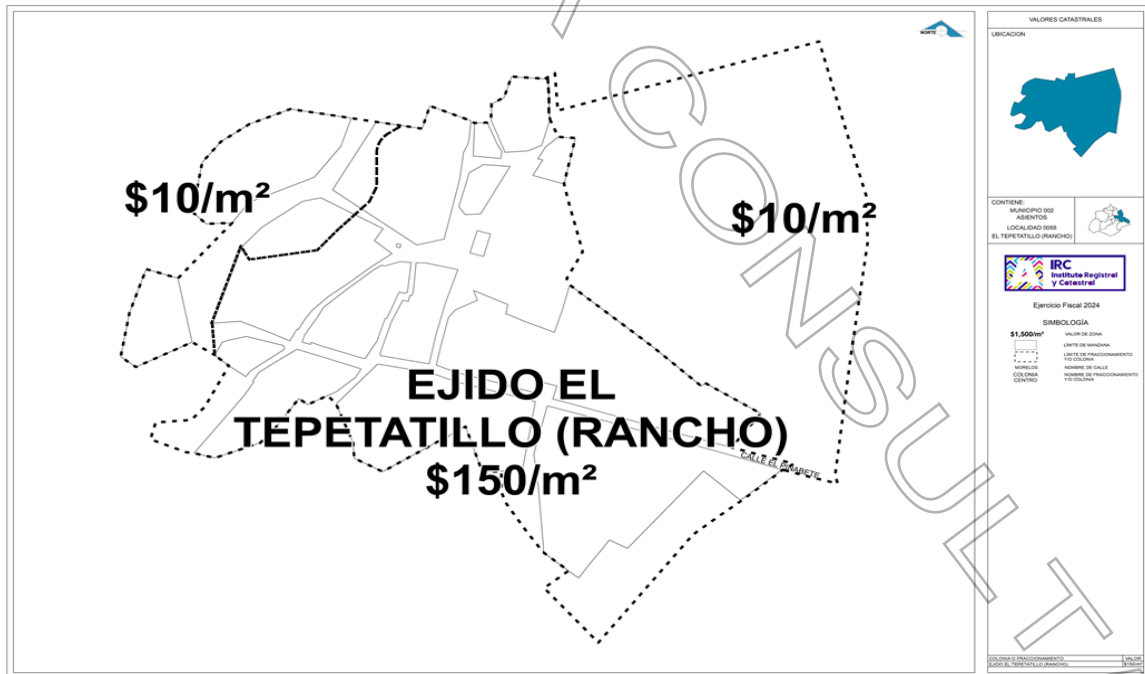 $10/m²
$10/m²
EJIDO EL
TEPETATILLO (RANCHO)
$150/m²
CALLE EL PINABETE
NORTE
CONSULT
VALORES CATASTRALES
UBICACION
CONTIENE:
MUNICIPIO 002
ASIENTOS
LOCALIDAD 0055
EL TEPETATILLO (RANCHO)
IRC
Instituto Registral
y Catastral
Ejercicio Fiscal 2024
SIMBOLOGÍA
$1,500/m² VALOR DE ZONA
LÍMITE DE MANZANA
LÍMITE DE FRACCIONAMIENTO
Y/O COLONIA
MORELOS NOMBRE DE CALLE
COLONIA CENTRO NOMBRE DE FRACCIONAMIENTO
Y/O COLONIA
COLONIA O FRACCIONAMIENTO VALOR
EJIDO EL TEPETATILLO (RANCHO) $150/m²